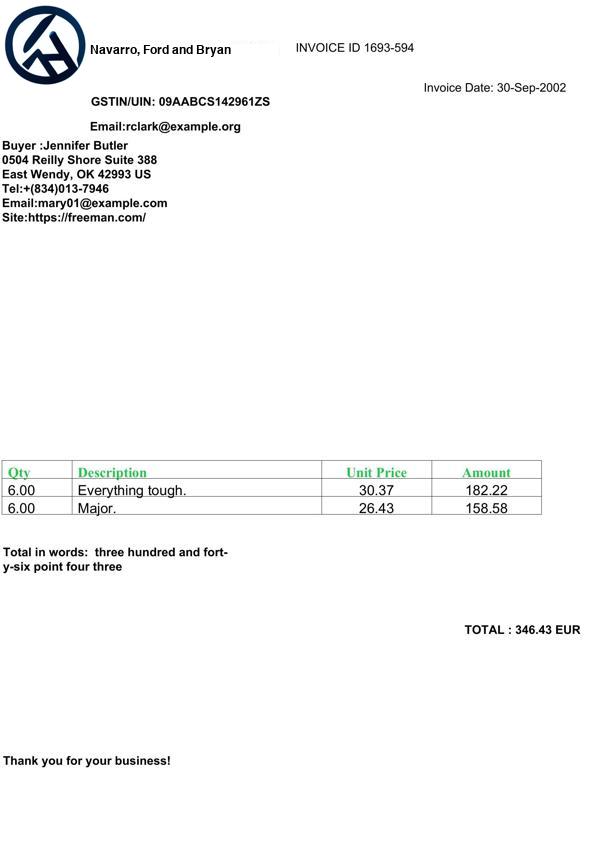 Navarro, Ford and Bryan
INVOICE ID 1693-594
Invoice Date: 30-Sep-2002
GSTIN/UIN: 09AABCS142961ZS
Email:rclark@example.org
Buyer :Jennifer Butler
0504 Reilly Shore Suite 388
East Wendy, OK 42993 US
Tel:+(834)013-7946
Email:mary01@example.com
Site:https://freeman.com/
Qty Description Unit Price Amount
6.00 Everything tough. 30.37 182.22
6.00 Major. 26.43 158.58
Total in words: three hundred and fort-
y-six point four three
TOTAL : 346.43 EUR
Thank you for your business!